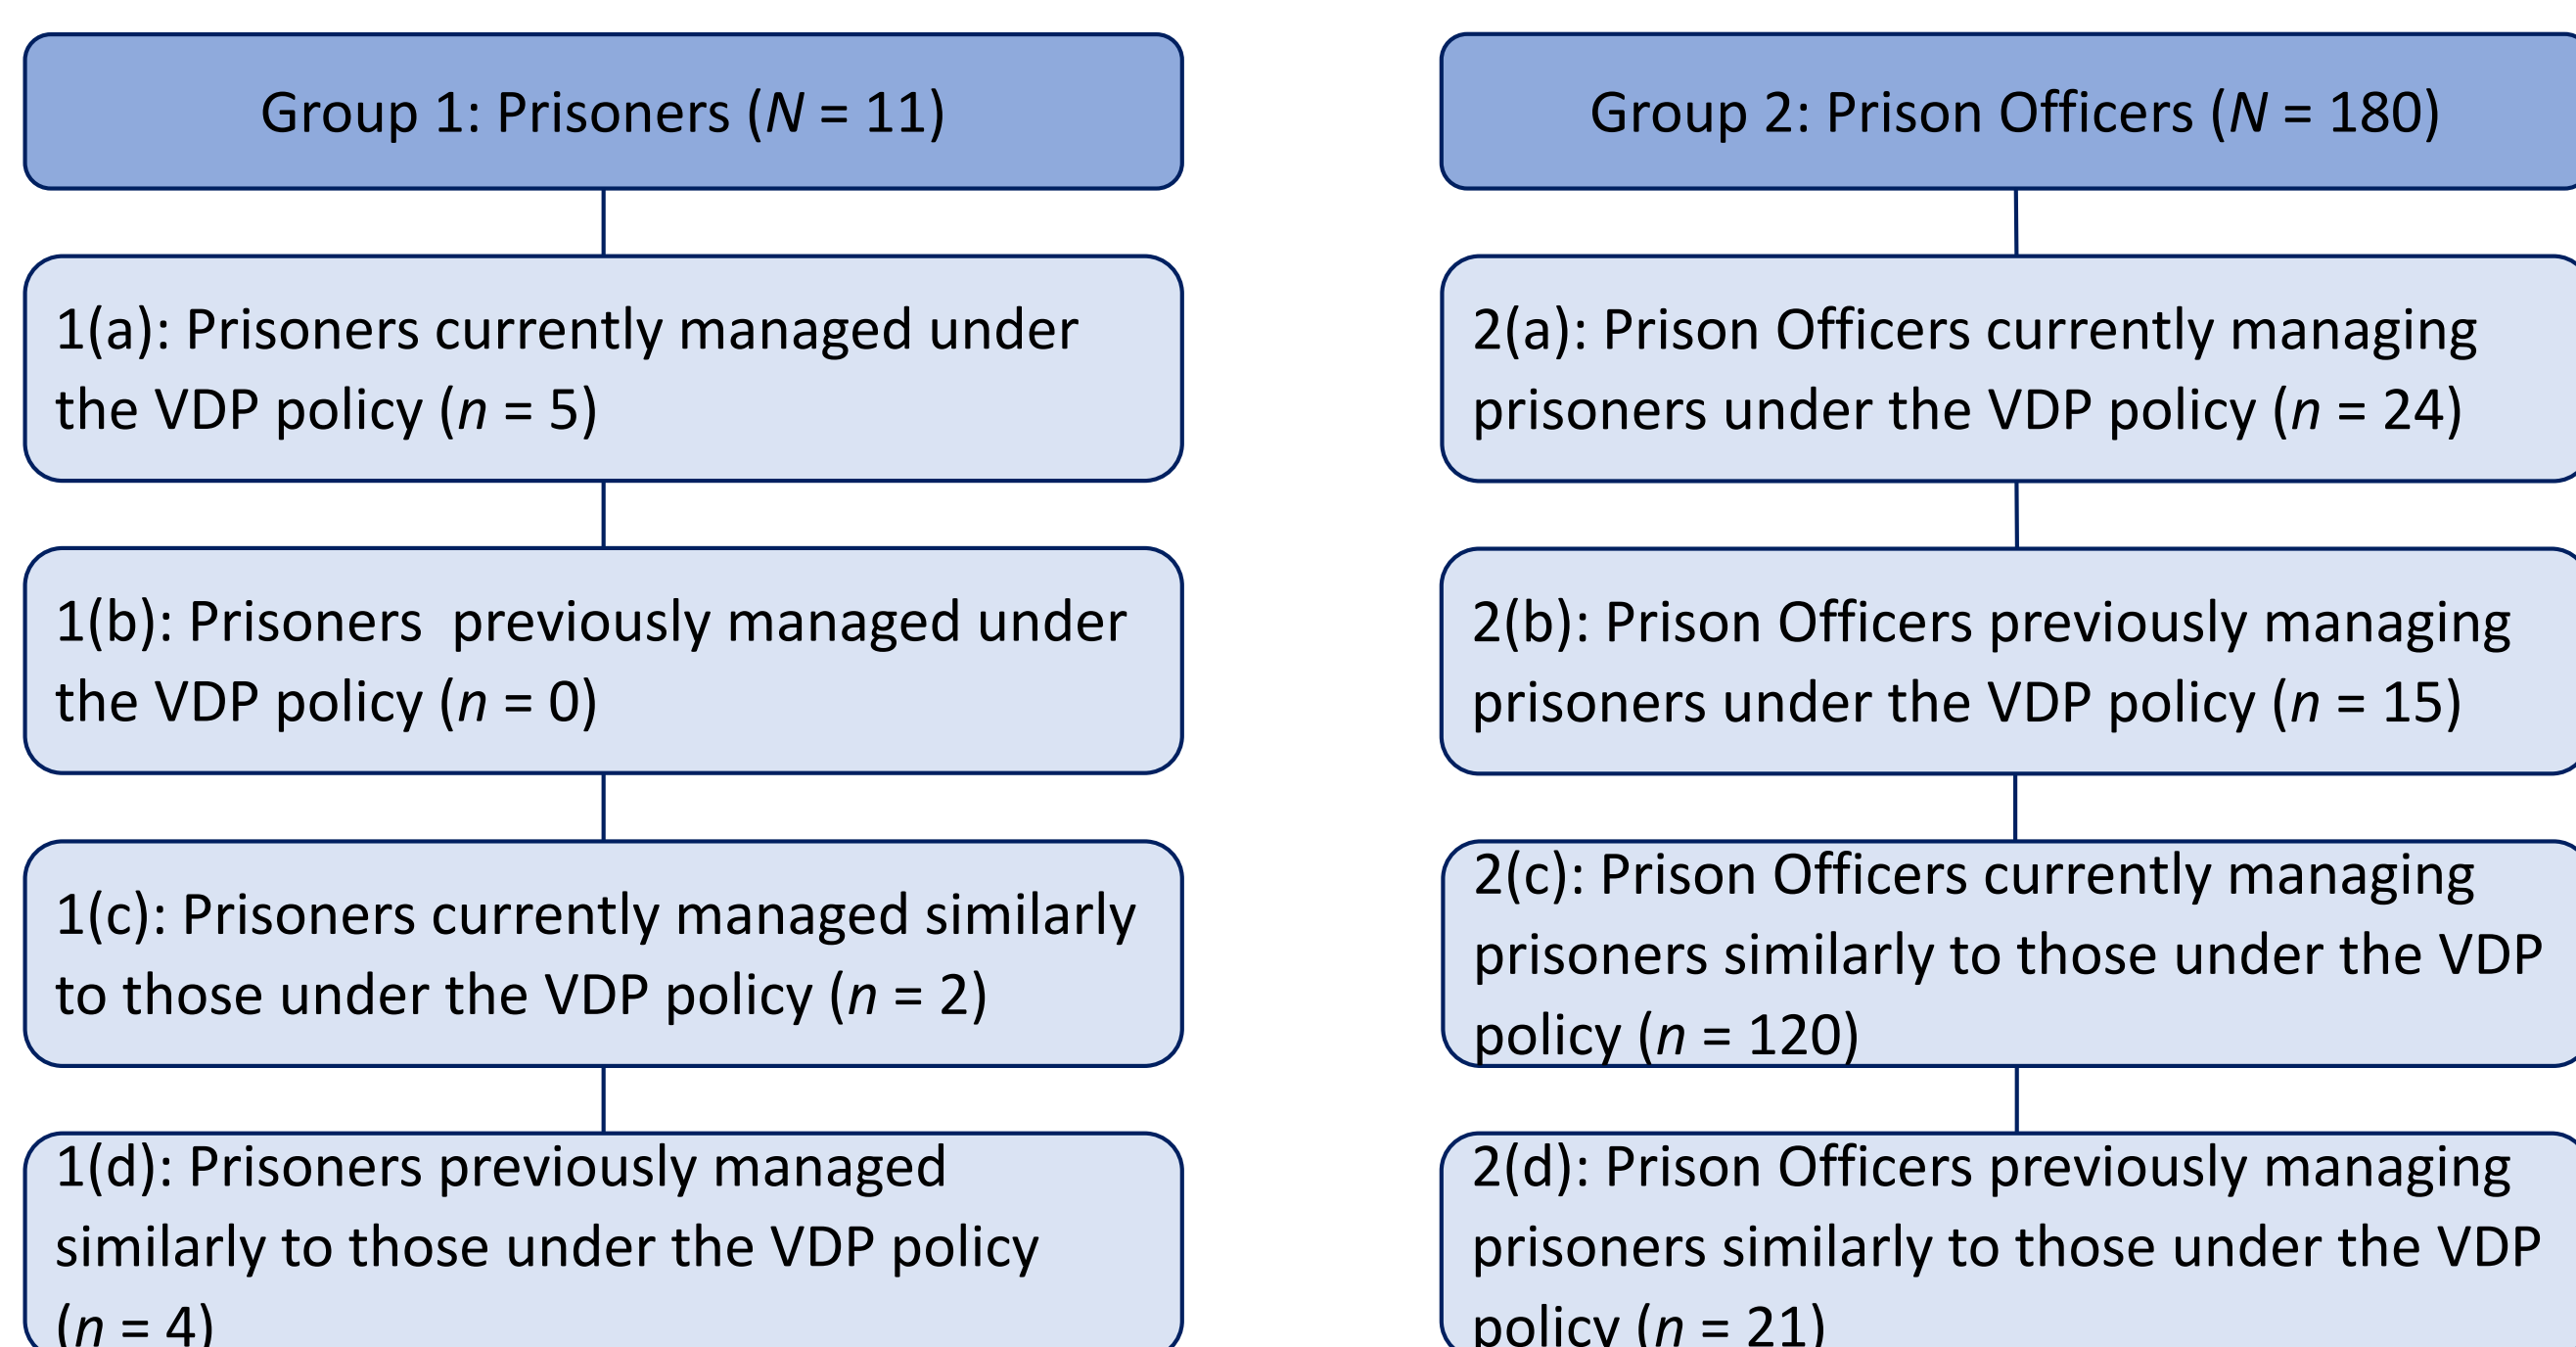 Group 1: Prisoners (N = 11)
1(a): Prisoners currently managed under
the VDP policy (n = 5)
1(b): Prisoners  previously managed under
the VDP policy (n = 0)
1(c): Prisoners currently managed similarly
to those under the VDP policy (n = 2)
1(d): Prisoners previously managed
similarly to those under the VDP policy
(n = 4)
Group 2: Prison Officers (N = 180)
2(a): Prison Officers currently managing
prisoners under the VDP policy (n = 24)
2(b): Prison Officers previously managing
prisoners under the VDP policy (n = 15)
2(c): Prison Officers currently managing
prisoners similarly to those under the VDP
policy (n = 120)
2(d): Prison Officers previously managing
prisoners similarly to those under the VDP
policy (n = 21)